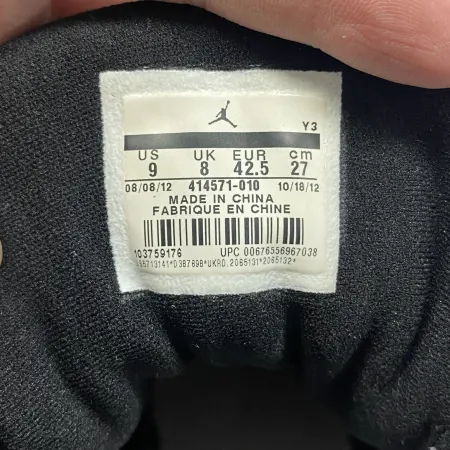 Y3
US UK EUR cm
9 8 42.5 27
08/08/12 414571-010 10/18/12
MADE IN CHINA
FABRIQUE EN CHINE
103759176 UPC 00676556967038